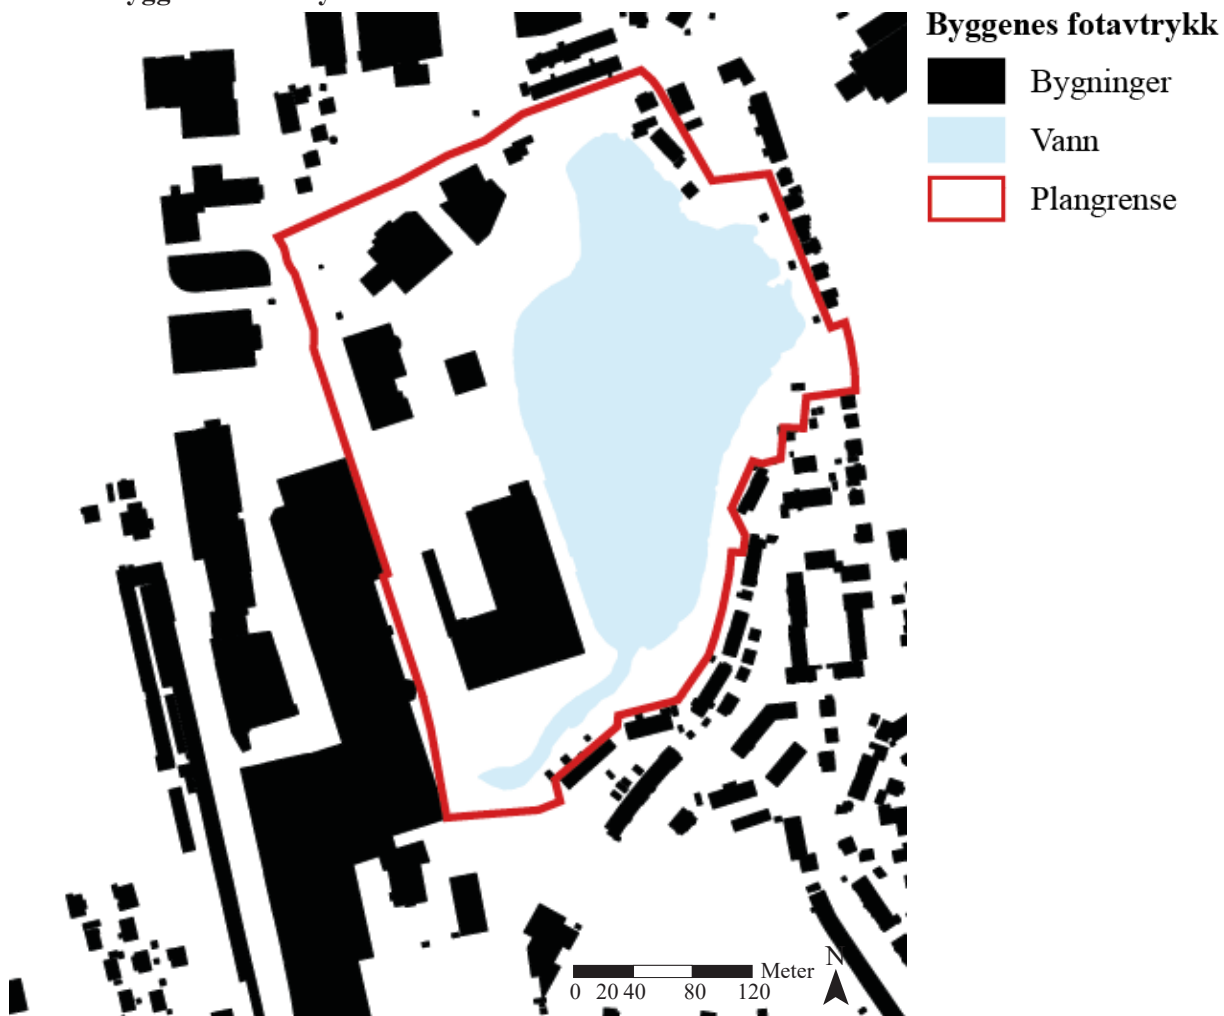 Byggenes fotavtrykk
Bygninger
Vann
Plangrense
N
Meter
0 20 40 80 120